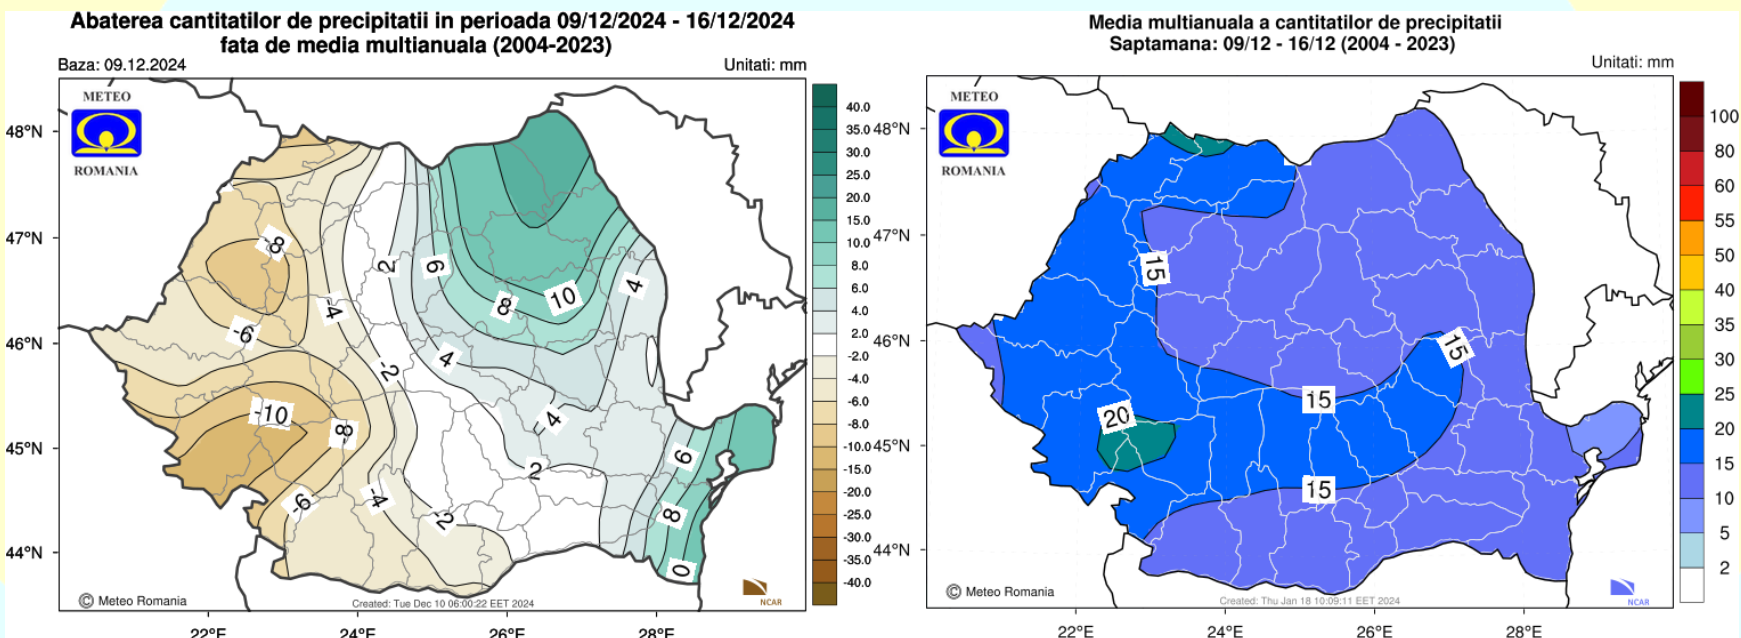 Abaterea cantitatilor de precipitatii in perioada 09/12/2024 - 16/12/2024
fata de media multianuala (2004-2023)
Baza: 09.12.2024
Unitati: mm
METEO
ROMANIA
48°N
47°N
46°N
45°N
44°N
-8
-6
-4
2
6
8
10
4
-2
4
-10
8
4
2
-6
-4
-2
6
8
0
40.0
35.0
30.0
25.0
20.0
15.0
10.0
8.0
6.0
4.0
2.0
-2.0
-4.0
-6.0
-8.0
-10.0
-15.0
-20.0
-25.0
-30.0
-35.0
-40.0
© Meteo Romania
Created: Tue Dec 10 06:00:22 EET 2024
NCAR
22°E
24°E
26°E
28°E
Media multianuala a cantitatilor de precipitatii
Saptamana: 09/12 - 16/12 (2004 - 2023)
Unitati: mm
METEO
ROMANIA
48°N
47°N
46°N
45°N
44°N
15
15
15
20
15
100
80
60
55
50
40
35
30
25
20
15
10
5
2
© Meteo Romania
Created: Thu Jan 18 10:09:11 EET 2024
NCAR
22°E
24°E
26°E
28°E